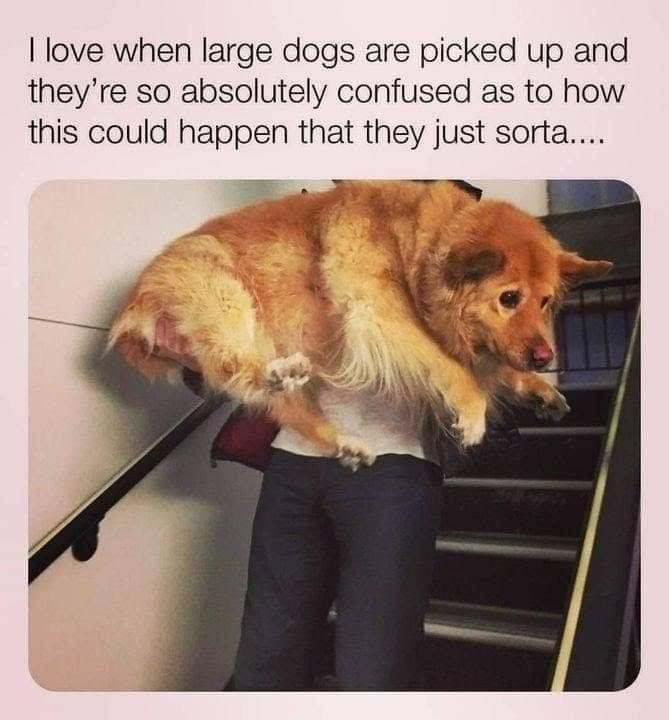 I love when large dogs are picked up and
they're so absolutely confused as to how
this could happen that they just sorta....